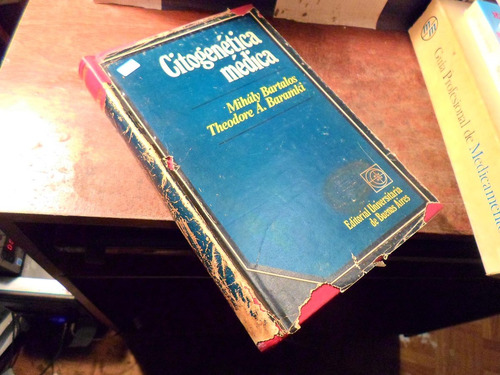 Citogenética
médica
Mihály Bartalos
Theodore A. Baramki
Editorial Universitaria
de Buenos Aires
Guía Profesional de Medicamentos